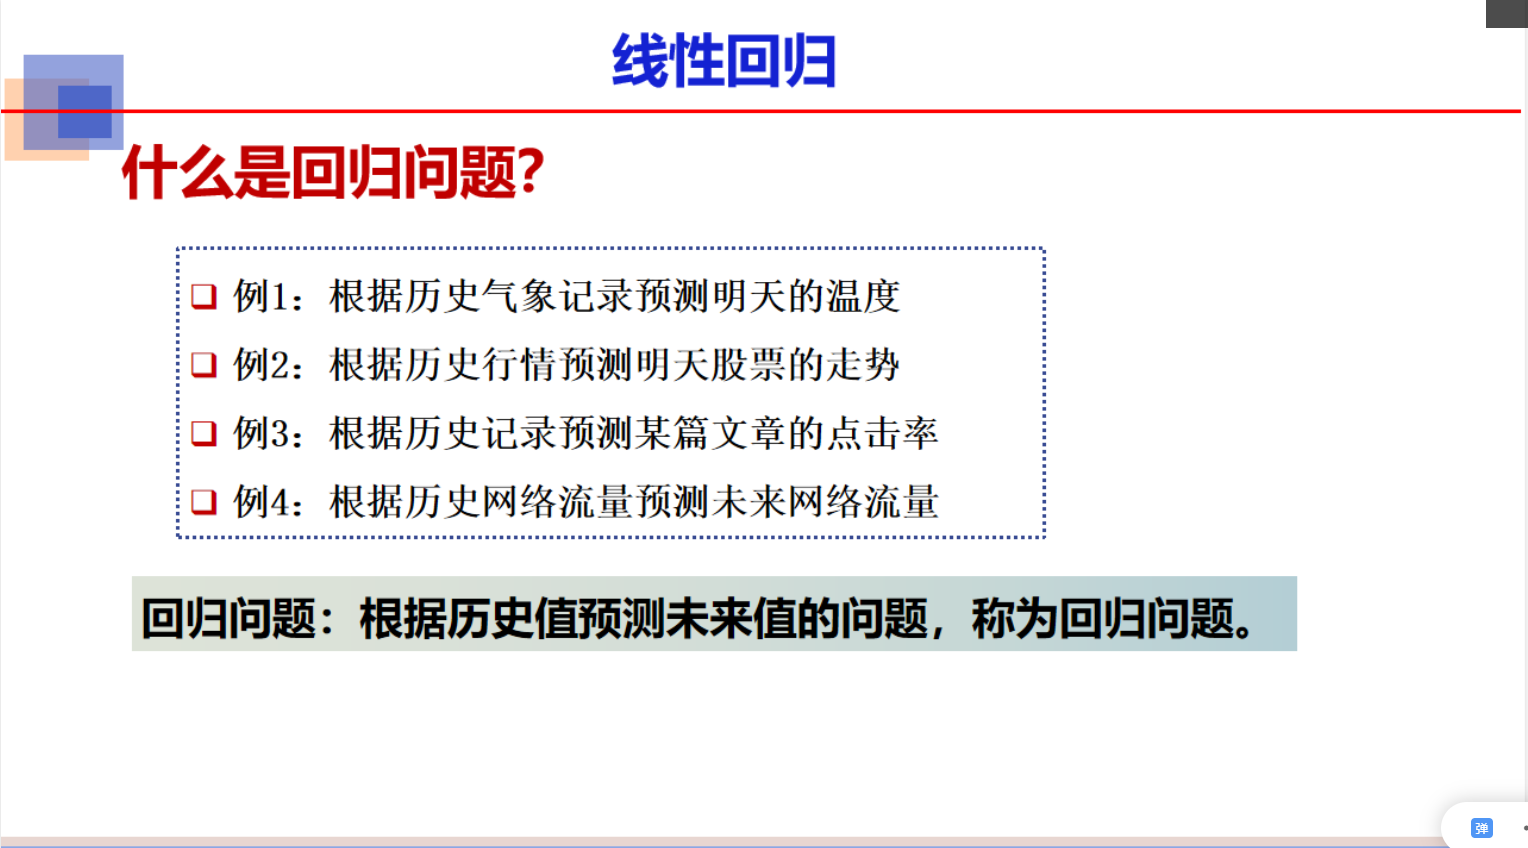 线性回归
什么是回归问题?
例1：根据历史气象记录预测明天的温度
例2：根据历史行情预测明天股票的走势
例3：根据历史记录预测某篇文章的点击率
例4：根据历史网络流量预测未来网络流量
回归问题：根据历史值预测未来值的问题，称为回归问题。
弹